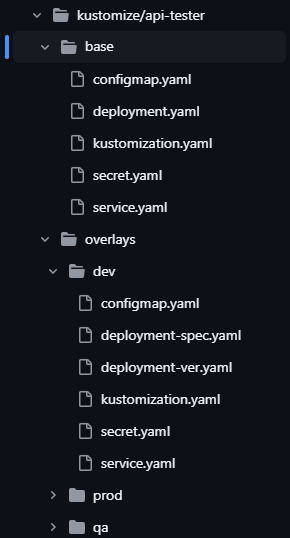 kustomize/api-tester
base
configmap.yaml
deployment.yaml
kustomization.yaml
secret.yaml
service.yaml
overlays
dev
configmap.yaml
deployment-spec.yaml
deployment-ver.yaml
kustomization.yaml
secret.yaml
service.yaml
prod
qa